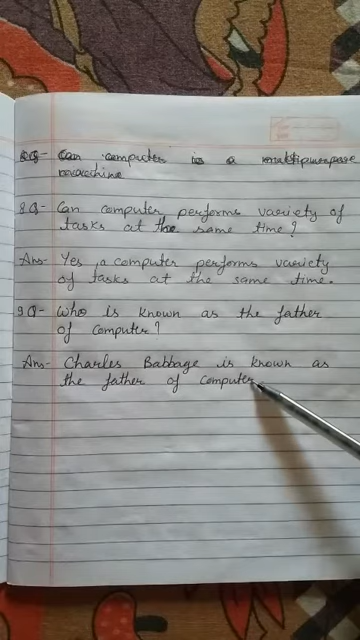 8Q- Can computer is a multipurpose
machine
8Q- Can computer performs variety of
tasks at the same time?
Ans- Yes, a computer performs variety
of tasks at the same time.
9Q- Who is known as the father
of computer?
Ans- Charles Babbage is known as
the father of computer